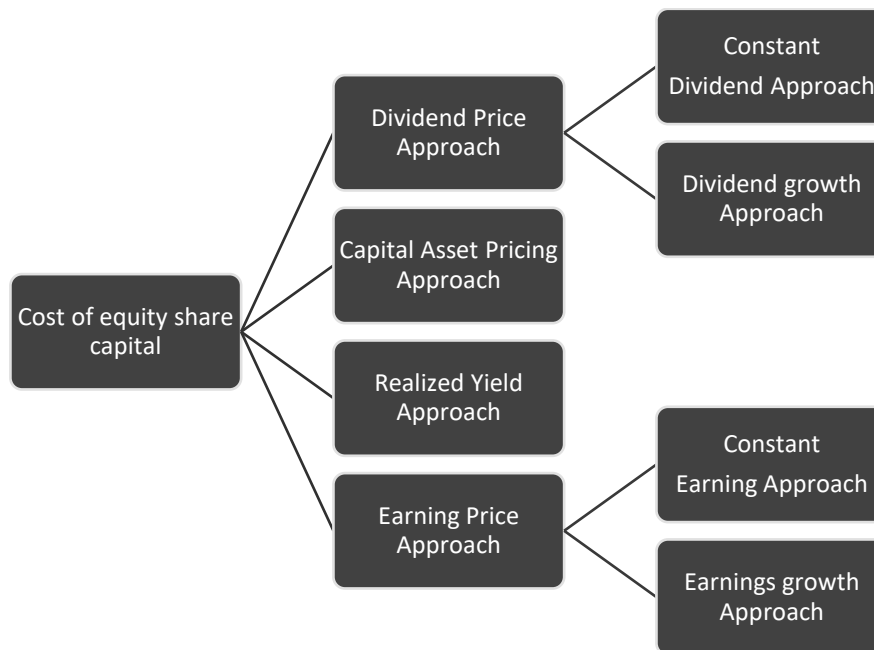 Cost of equity share
capital
Dividend Price
Approach
Constant
Dividend Approach
Dividend growth
Approach
Capital Asset Pricing
Approach
Realized Yield
Approach
Earning Price
Approach
Constant
Earning Approach
Earnings growth
Approach